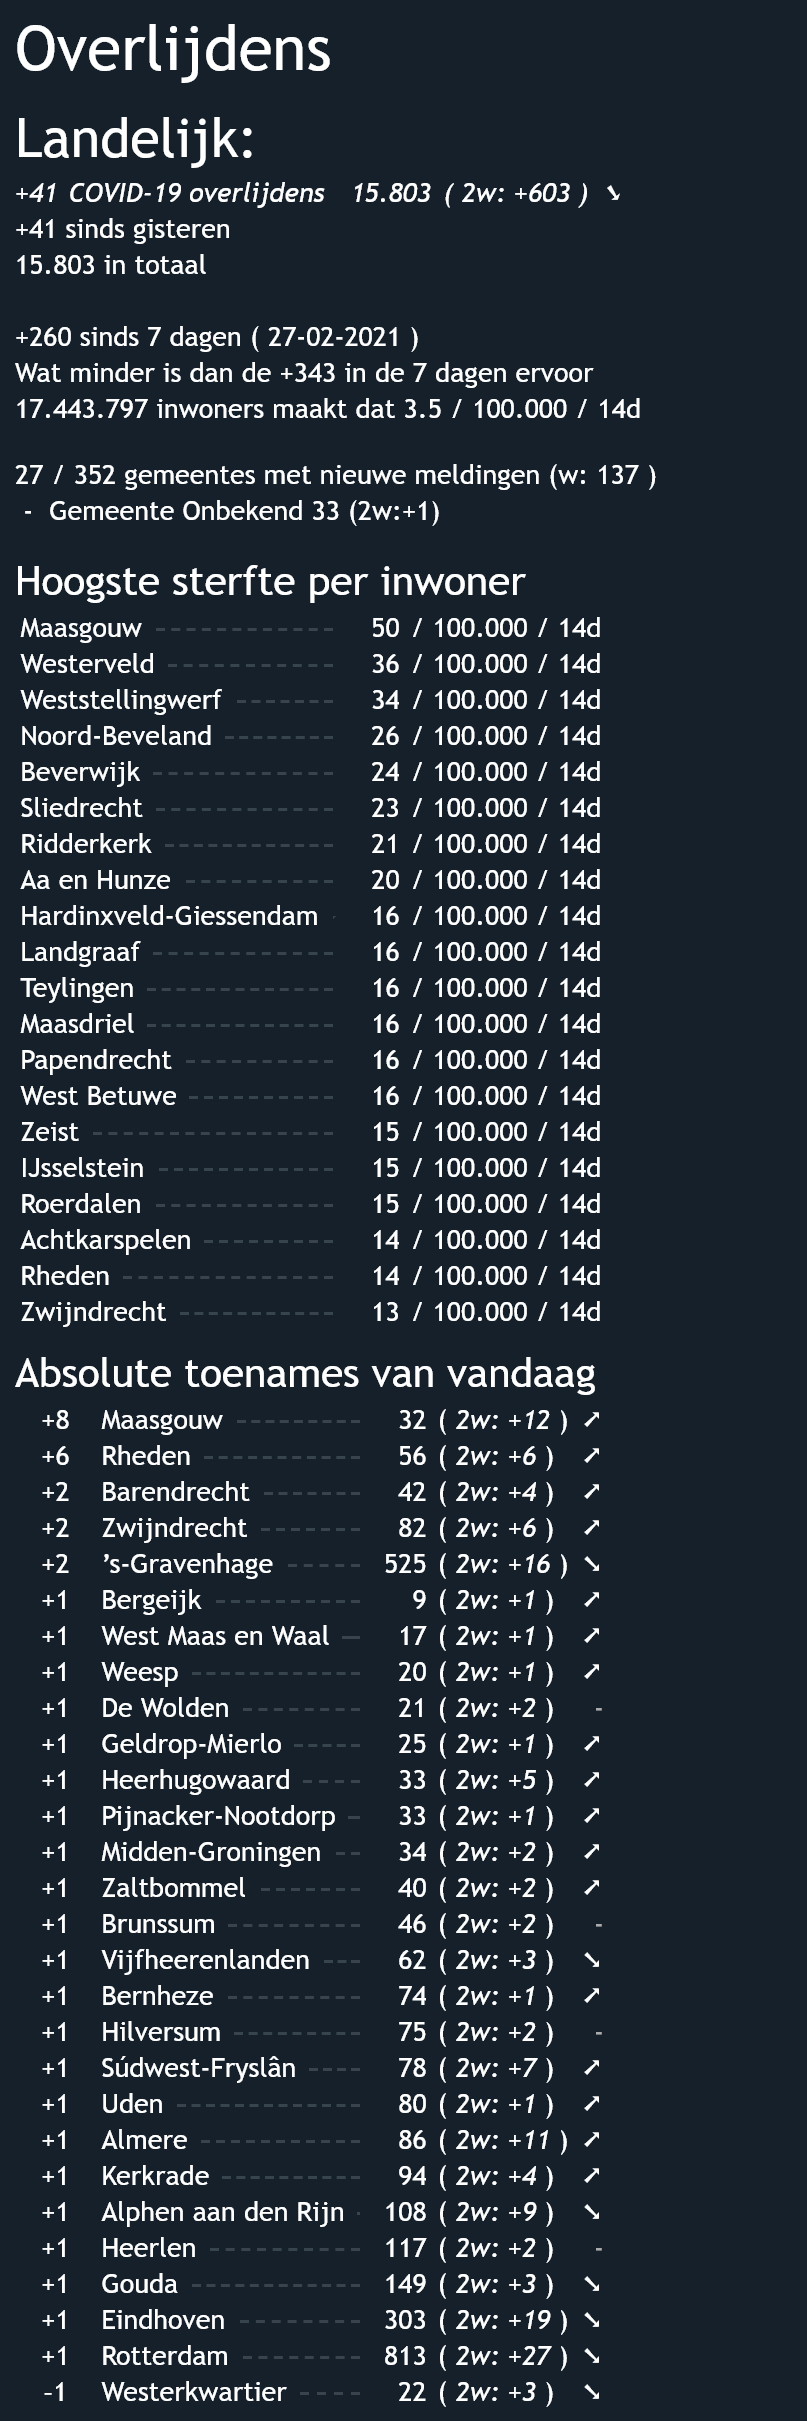 Overlijdens
Landelijk:
+41 COVID-19 overlijdens 15.803 ( 2w: +603 ) ➘
+41 sinds gisteren
15.803 in totaal
+260 sinds 7 dagen ( 27-02-2021 )
Wat minder is dan de +343 in de 7 dagen ervoor
17.443.797 inwoners maakt dat 3.5 / 100.000 / 14d
27 / 352 gemeentes met nieuwe meldingen (w: 137 )
- Gemeente Onbekend 33 (2w:+1)
Hoogste sterfte per inwoner
Maasgouw 50 / 100.000 / 14d
Westerveld 36 / 100.000 / 14d
Weststellingwerf 34 / 100.000 / 14d
Noord-Beveland 26 / 100.000 / 14d
Beverwijk 24 / 100.000 / 14d
Sliedrecht 23 / 100.000 / 14d
Ridderkerk 21 / 100.000 / 14d
Aa en Hunze 20 / 100.000 / 14d
Hardinxveld-Giessendam 16 / 100.000 / 14d
Landgraaf 16 / 100.000 / 14d
Teylingen 16 / 100.000 / 14d
Maasdriel 16 / 100.000 / 14d
Papendrecht 16 / 100.000 / 14d
West Betuwe 16 / 100.000 / 14d
Zeist 15 / 100.000 / 14d
IJsselstein 15 / 100.000 / 14d
Roerdalen 15 / 100.000 / 14d
Achtkarspelen 14 / 100.000 / 14d
Rheden 14 / 100.000 / 14d
Zwijndrecht 13 / 100.000 / 14d
Absolute toenames van vandaag
+8 Maasgouw 32 ( 2w: +12 ) ➚
+6 Rheden 56 ( 2w: +6 ) ➚
+2 Barendrecht 42 ( 2w: +4 ) ➚
+2 Zwijndrecht 82 ( 2w: +6 ) ➚
+2 ’s-Gravenhage 525 ( 2w: +16 ) ➘
+1 Bergeijk 9 ( 2w: +1 ) ➚
+1 West Maas en Waal 17 ( 2w: +1 ) ➚
+1 Weesp 20 ( 2w: +1 ) ➚
+1 De Wolden 21 ( 2w: +2 ) -
+1 Geldrop-Mierlo 25 ( 2w: +1 ) ➚
+1 Heerhugowaard 33 ( 2w: +5 ) ➚
+1 Pijnacker-Nootdorp 33 ( 2w: +1 ) ➚
+1 Midden-Groningen 34 ( 2w: +2 ) ➚
+1 Zaltbommel 40 ( 2w: +2 ) ➚
+1 Brunssum 46 ( 2w: +2 ) -
+1 Vijfheerenlanden 62 ( 2w: +3 ) ➘
+1 Bernheze 74 ( 2w: +1 ) ➚
+1 Hilversum 75 ( 2w: +2 ) -
+1 Súdwest-Fryslân 78 ( 2w: +7 ) ➚
+1 Uden 80 ( 2w: +1 ) ➚
+1 Almere 86 ( 2w: +11 ) ➚
+1 Kerkrade 94 ( 2w: +4 ) ➚
+1 Alphen aan den Rijn 108 ( 2w: +9 ) ➘
+1 Heerlen 117 ( 2w: +2 ) -
+1 Gouda 149 ( 2w: +3 ) ➘
+1 Eindhoven 303 ( 2w: +19 ) ➘
+1 Rotterdam 813 ( 2w: +27 ) ➘
-1 Westerkwartier 22 ( 2w: +3 ) ➘